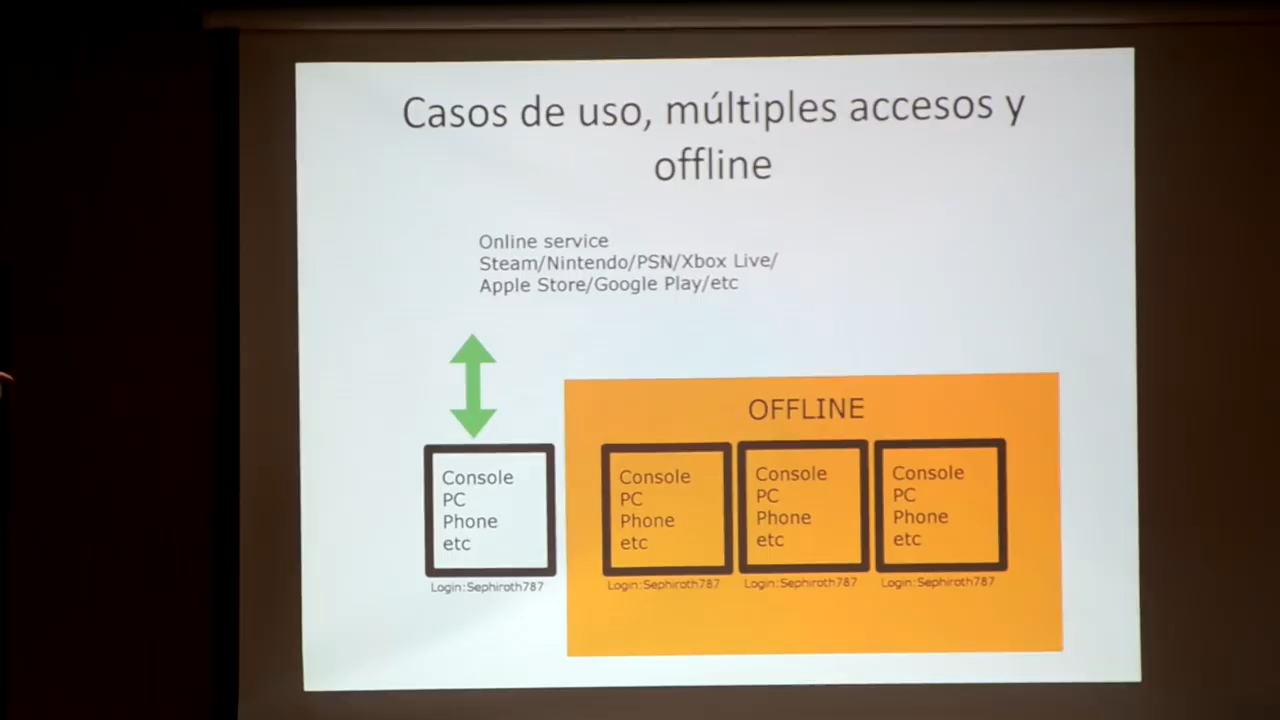 Casos de uso, múltiples accesos y
offline
Online service
Steam/Nintendo/PSN/Xbox Live/
Apple Store/Google Play/etc
OFFLINE
Console
PC
Phone
etc
Login:Sephiroth787
Console
PC
Phone
etc
Login:Sephiroth787
Console
PC
Phone
etc
Login:Sephiroth787
Console
PC
Phone
etc
Login:Sephiroth787